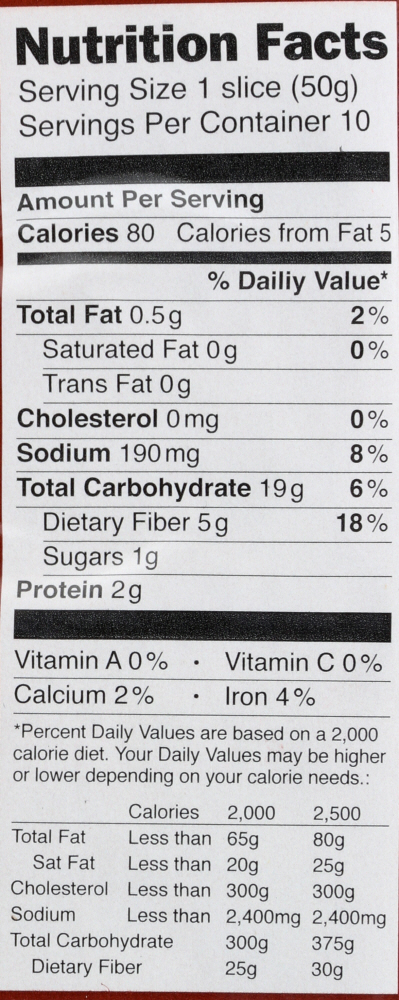 Nutrition Facts
Serving Size 1 slice (50g)
Servings Per Container 10
Amount Per Serving
Calories 80 Calories from Fat 5
% Dailiy Value*
Total Fat 0.5g 2%
Saturated Fat 0g 0%
Trans Fat 0g
Cholesterol 0mg 0%
Sodium 190mg 8%
Total Carbohydrate 19g 6%
Dietary Fiber 5g 18%
Sugars 1g
Protein 2g
Vitamin A 0% • Vitamin C 0%
Calcium 2% • Iron 4%
*Percent Daily Values are based on a 2,000
calorie diet. Your Daily Values may be higher
or lower depending on your calorie needs.:
Calories 2,000 2,500
Total Fat Less than 65g 80g
Sat Fat Less than 20g 25g
Cholesterol Less than 300g 300g
Sodium Less than 2,400mg 2,400mg
Total Carbohydrate 300g 375g
Dietary Fiber 25g 30g